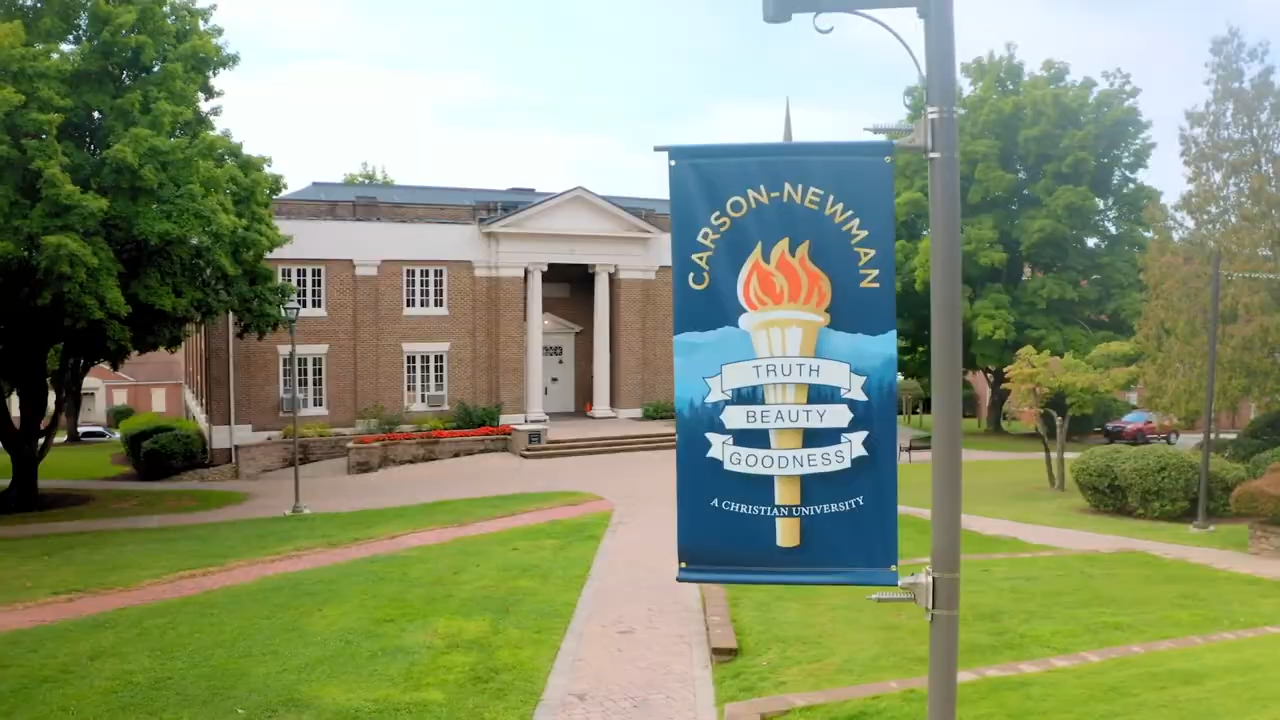 CARSON-NEWMAN
TRUTH
BEAUTY
GOODNESS
A CHRISTIAN UNIVERSITY